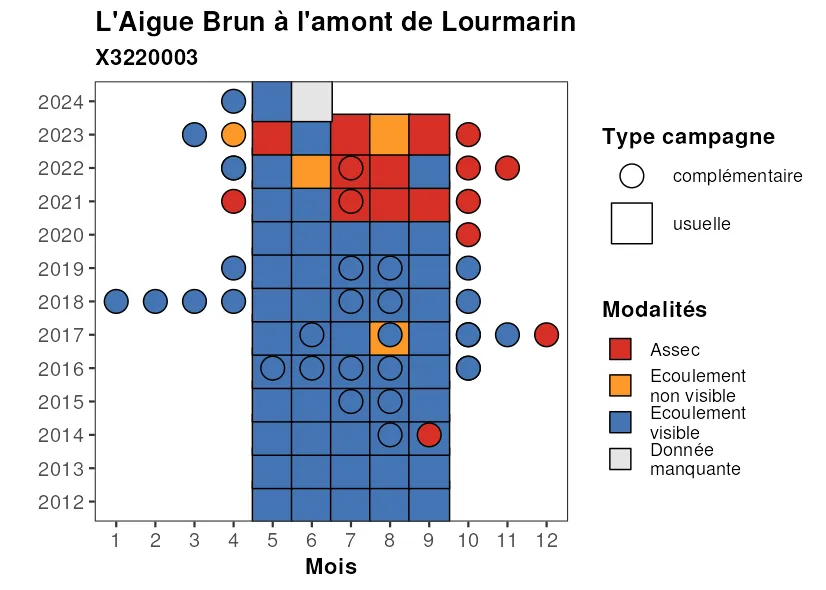 L'Aigue Brun à l'amont de Lourmarin
X3220003
2024
2023
2022
2021
2020
2019
2018
2017
2016
2015
2014
2013
2012
1 2 3 4 5 6 7 8 9 10 11 12
Mois
Type campagne
complémentaire
usuelle
Modalités
Assec
Ecoulement
non visible
Ecoulement
visible
Donnée
manquante